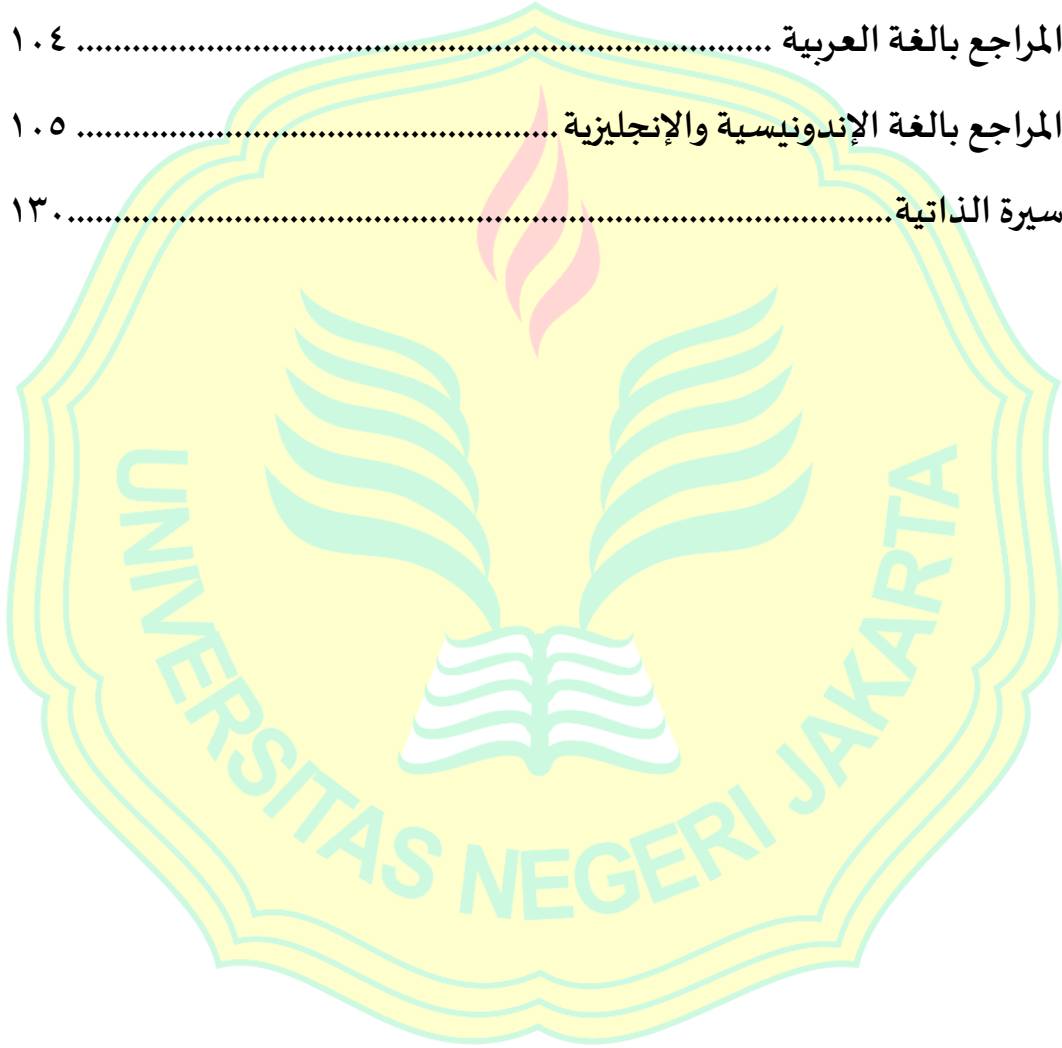 المراجع بالغة العربية ............................................................................ ١٠٤
المراجع بالغة الإندونيسية والإنجليزية ..................................................... ١٠٥
سيرة الذاتية...........................................................................................١٣٠
UNIVERSITAS NEGERI JAKARTA